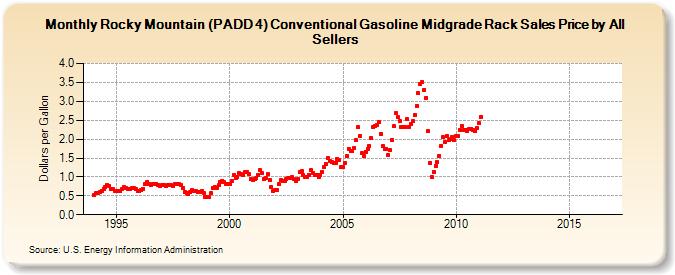 Monthly Rocky Mountain (PADD 4) Conventional Gasoline Midgrade Rack Sales Price by All
Sellers
Dollars per Gallon
4.0
3.5
3.0
2.5
2.0
1.5
1.0
0.5
0.0
1995 2000 2005 2010 2015
Source: U.S. Energy Information Administration